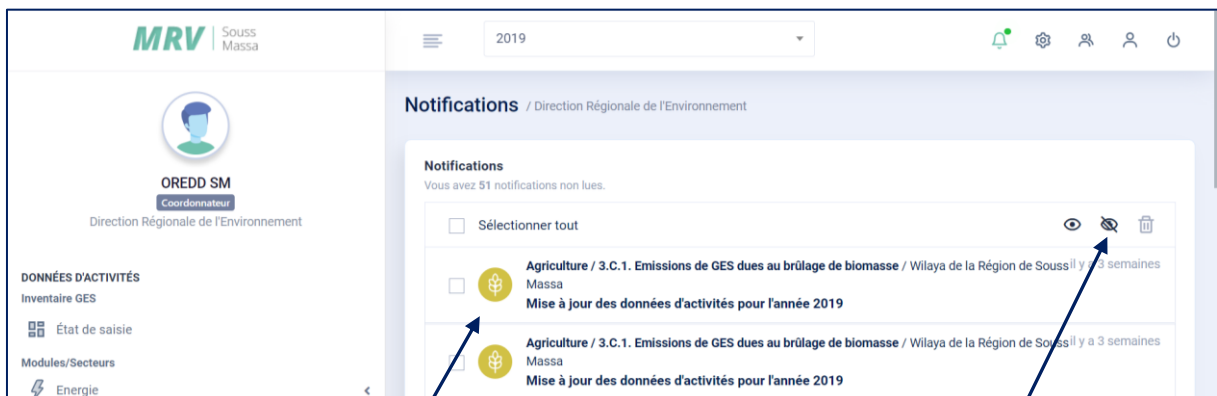 MRV Souss
Massa
2019
Notifications / Direction Régionale de l'Environnement
OREDD SM
Coordonnateur
Direction Régionale de l'Environnement
DONNÉES D'ACTIVITÉS
Inventaire GES
État de saisie
Modules/Secteurs
Energie
Notifications
Vous avez 51 notifications non lues.
Sélectionner tout
Agriculture / 3.C.1. Emissions de GES dues au brûlage de biomasse / Wilaya de la Région de Souss il y a 3 semaines
Massa
Mise à jour des données d'activités pour l'année 2019
Agriculture / 3.C.1. Emissions de GES dues au brûlage de biomasse / Wilaya de la Région de Souss il y a 3 semaines
Massa
Mise à jour des données d'activités pour l'année 2019